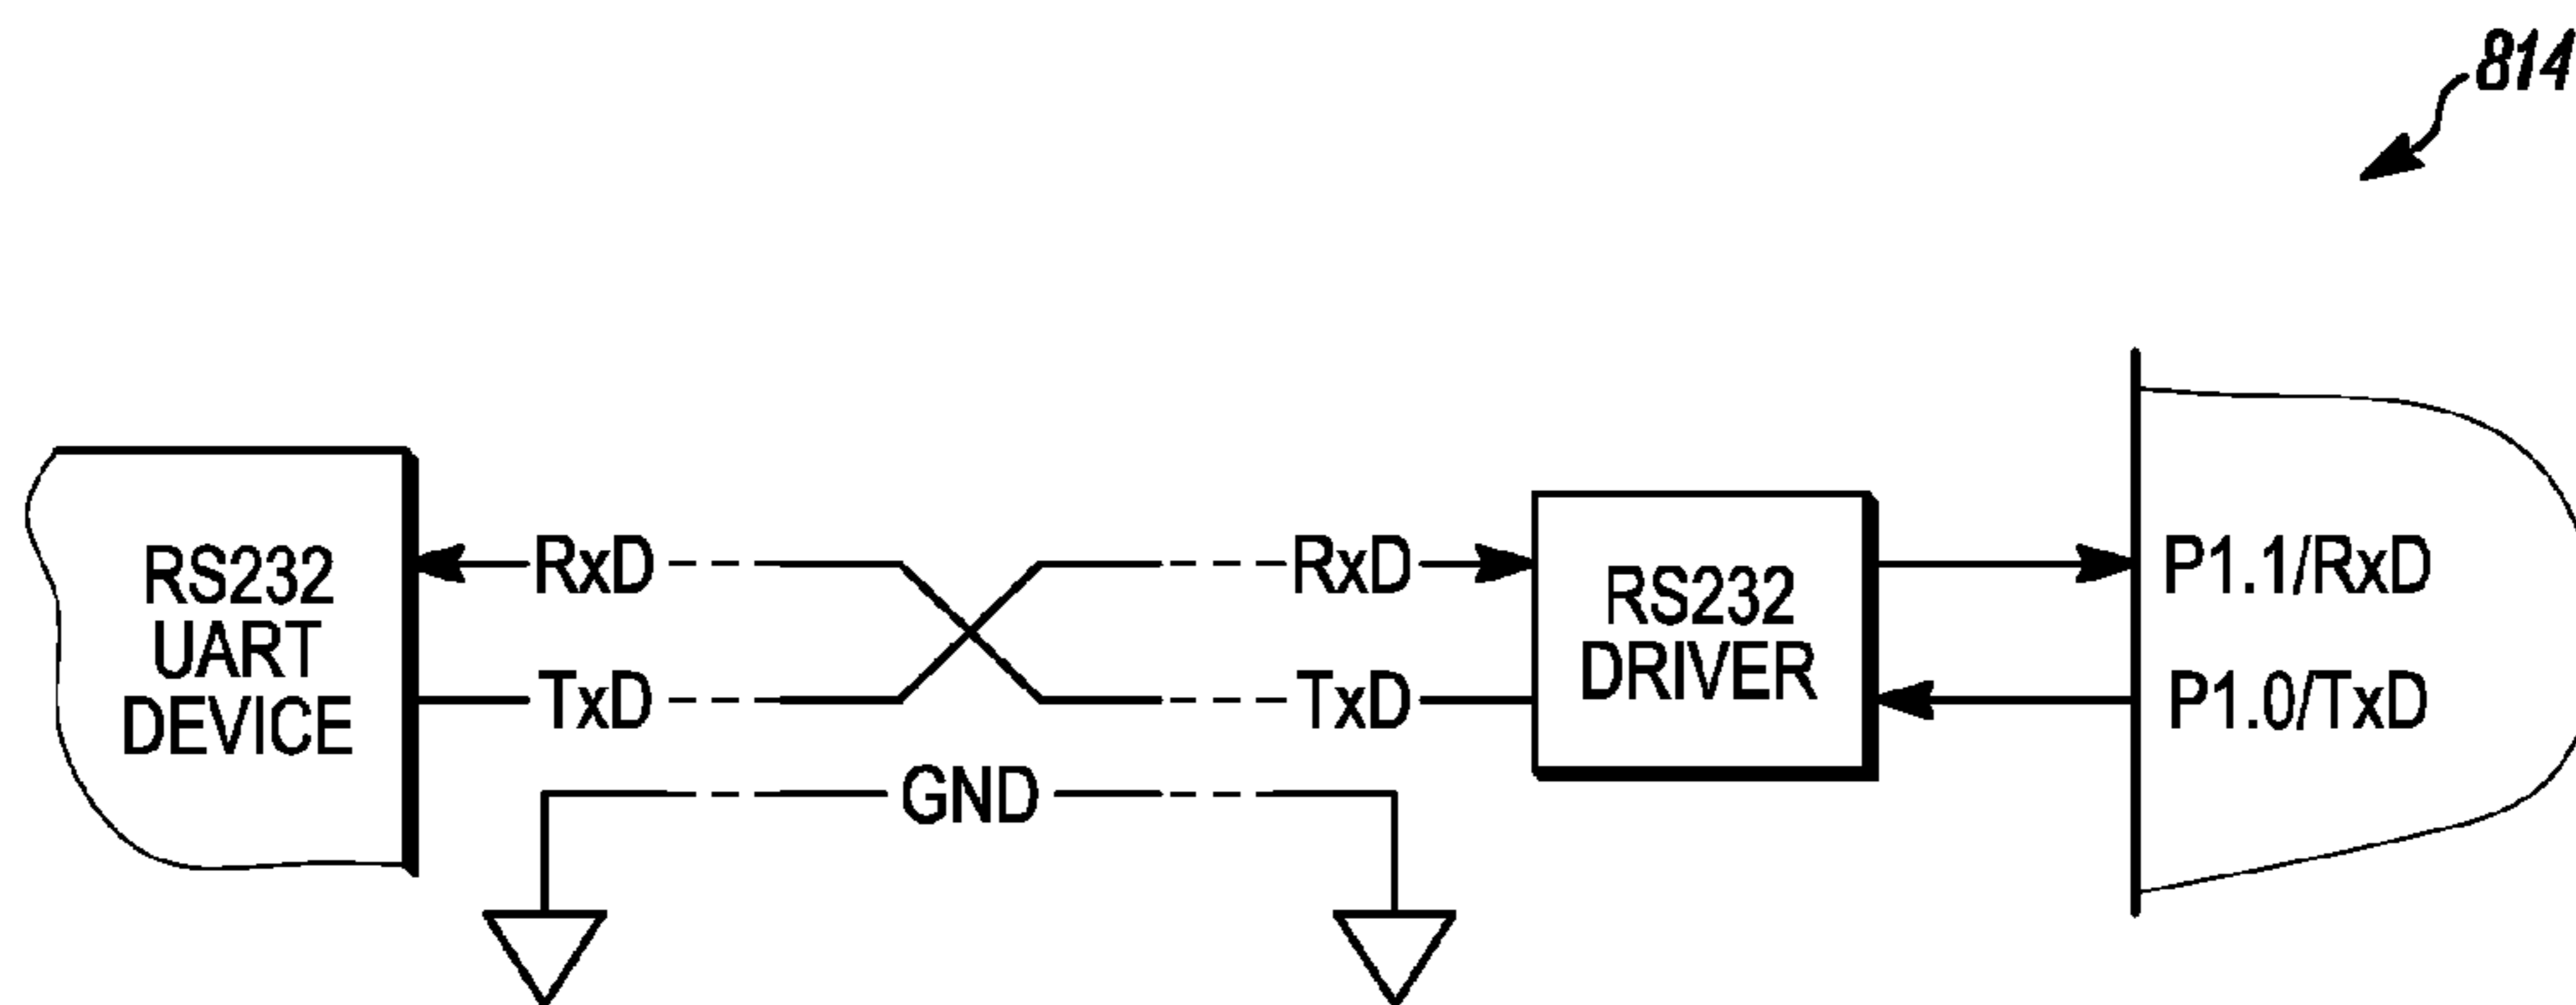 814
RS232
UART
DEVICE
RxD
TxD
GND
RxD
TxD
RS232
DRIVER
P1.1/RxD
P1.0/TxD